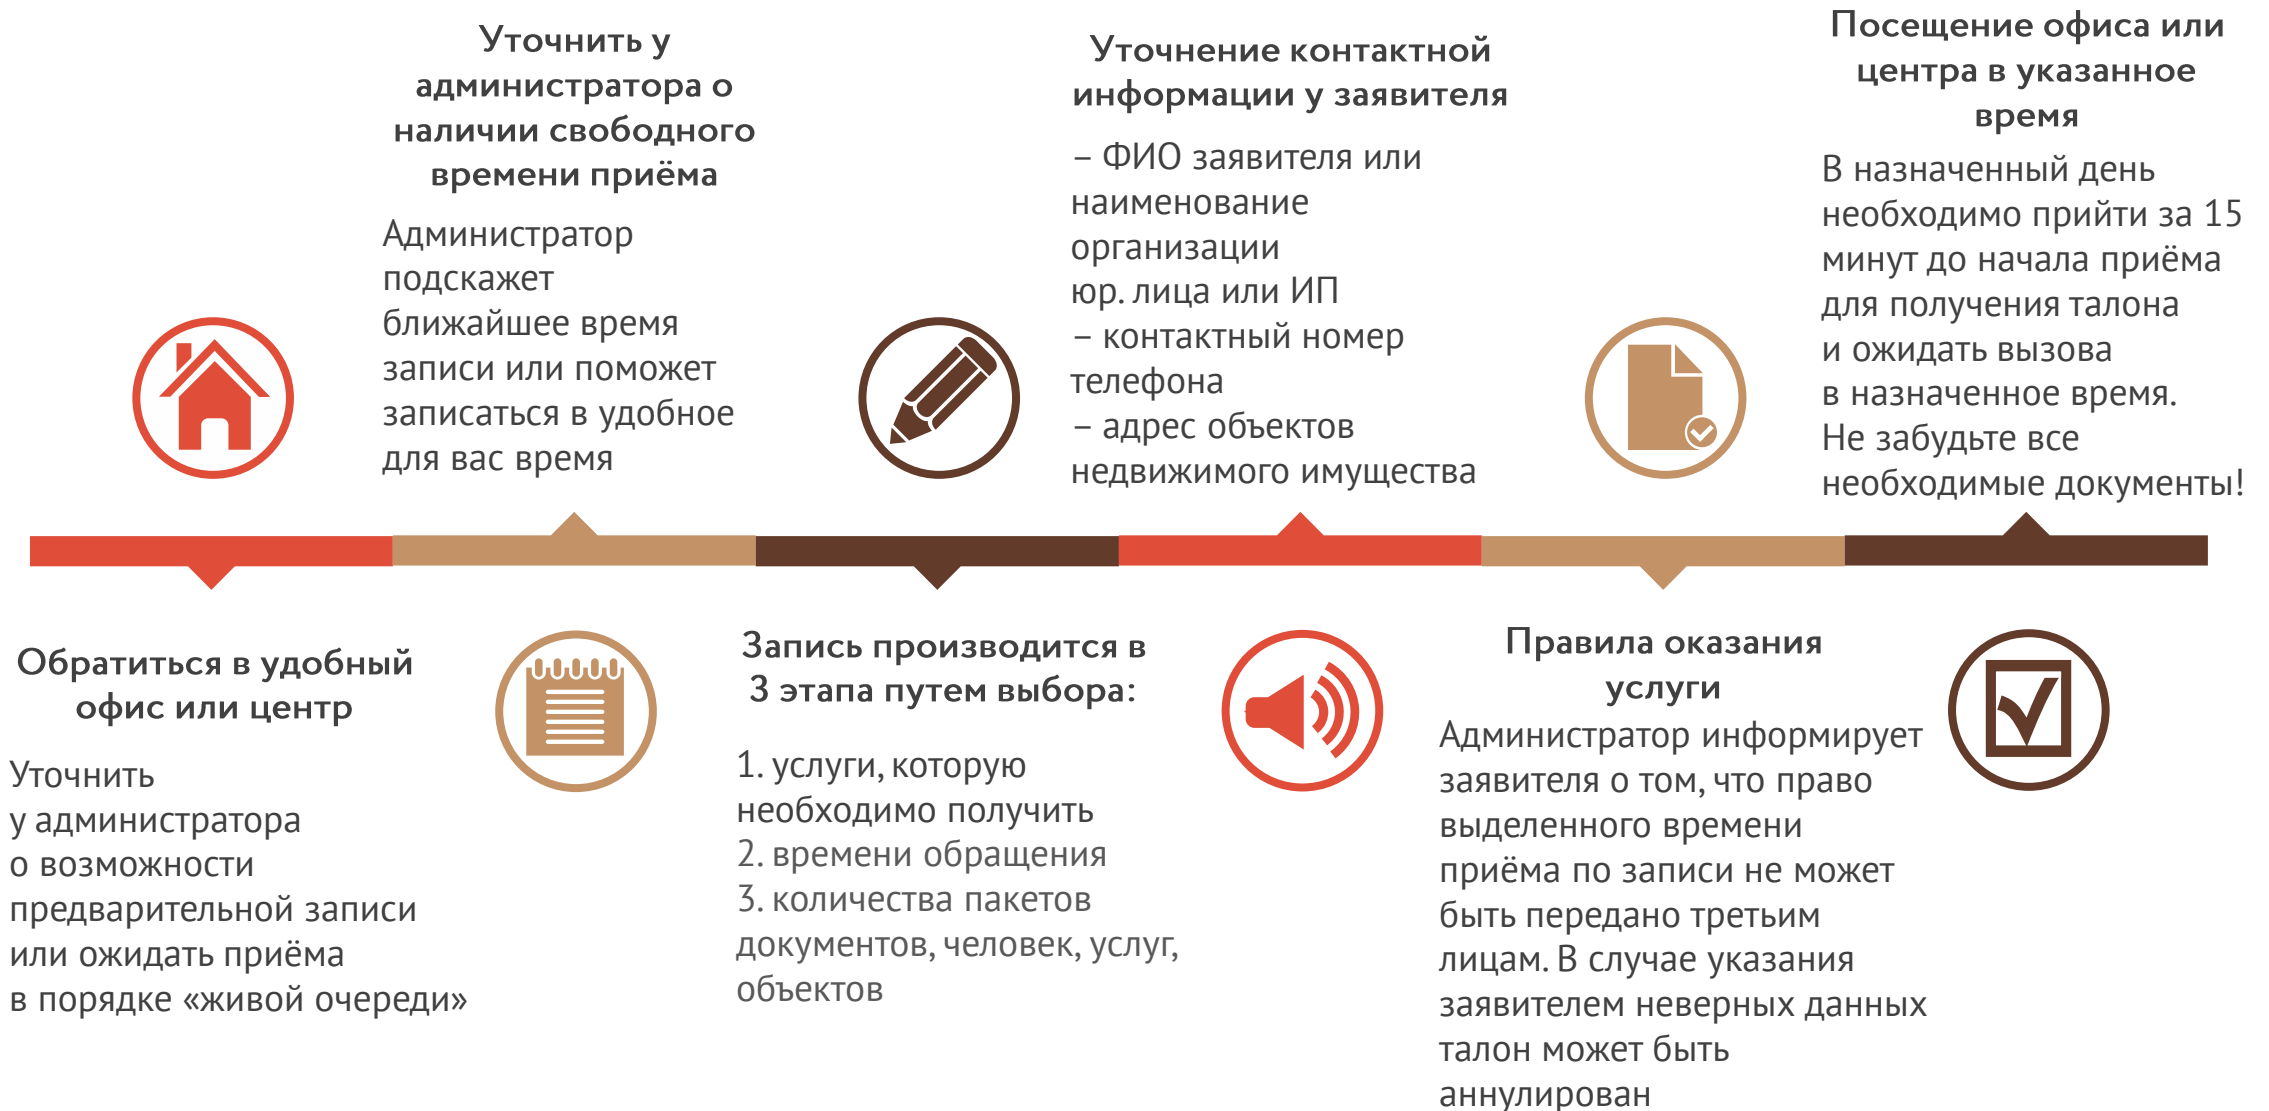 Обратиться в удобный
офис или центр
Уточнить
у администратора
о возможности
предварительной записи
или ожидать приёма
в порядке «живой очереди»
Уточнить у
администратора о
наличии свободного
времени приёма
Администратор
подскажет
ближайшее время
записи или поможет
записаться в удобное
для вас время
Запись производится в
3 этапа путем выбора:
1. услуги, которую
необходимо получить
2. времени обращения
3. количества пакетов
документов, человек, услуг,
объектов
Уточнение контактной
информации у заявителя
– ФИО заявителя или
наименование
организации
юр. лица или ИП
– контактный номер
телефона
– адрес объектов
недвижимого имущества
Правила оказания
услуги
Администратор информирует
заявителя о том, что право
выделенного времени
приёма по записи не может
быть передано третьим
лицам. В случае указания
заявителем неверных данных
талон может быть
аннулирован
Посещение офиса или
центра в указанное
время
В назначенный день
необходимо прийти за 15
минут до начала приёма
для получения талона
и ожидать вызова
в назначенное время.
Не забудьте все
необходимые документы!